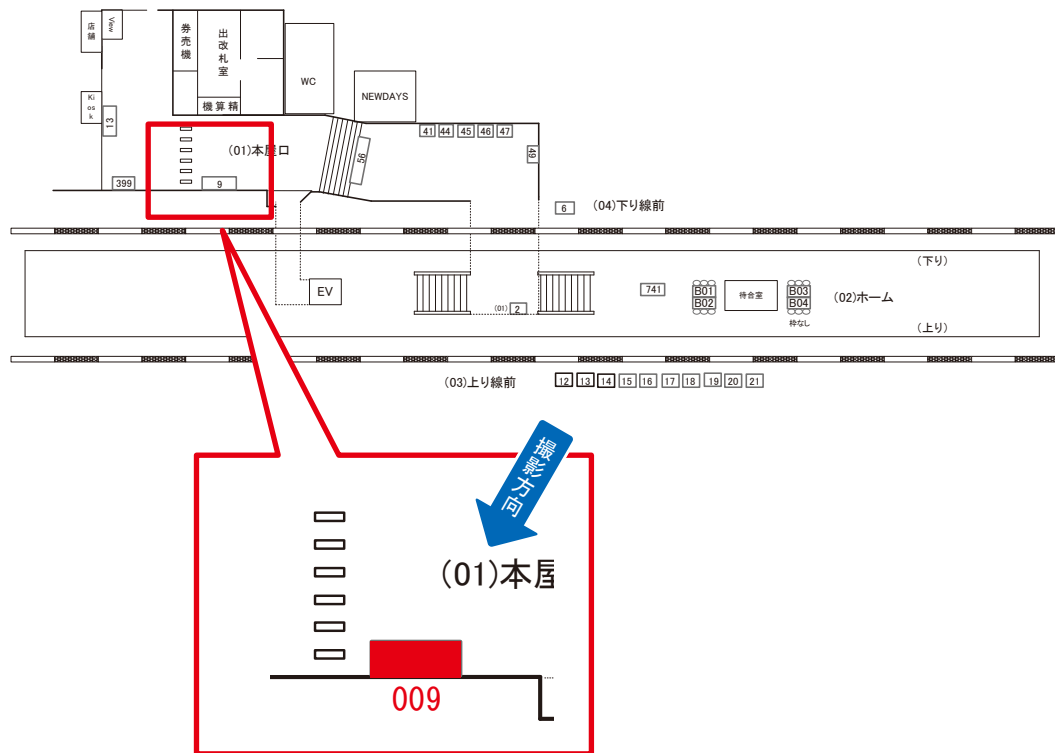 店舗
View
券売機
出改札室
WC
NEWDAYS
Kiosk
13
精算機
(01)本屋口
56
41 44 45 46 47
49
399
9
6
(04)下り線前
(下り)
EV
(01)
2
741
B01
B02
待合室
B03
B04
枠なし
(02)ホーム
(上り)
(03)上り線前
12 13 14 15 16 17 18 19 20 21
撮影方向
(01)本屋
009